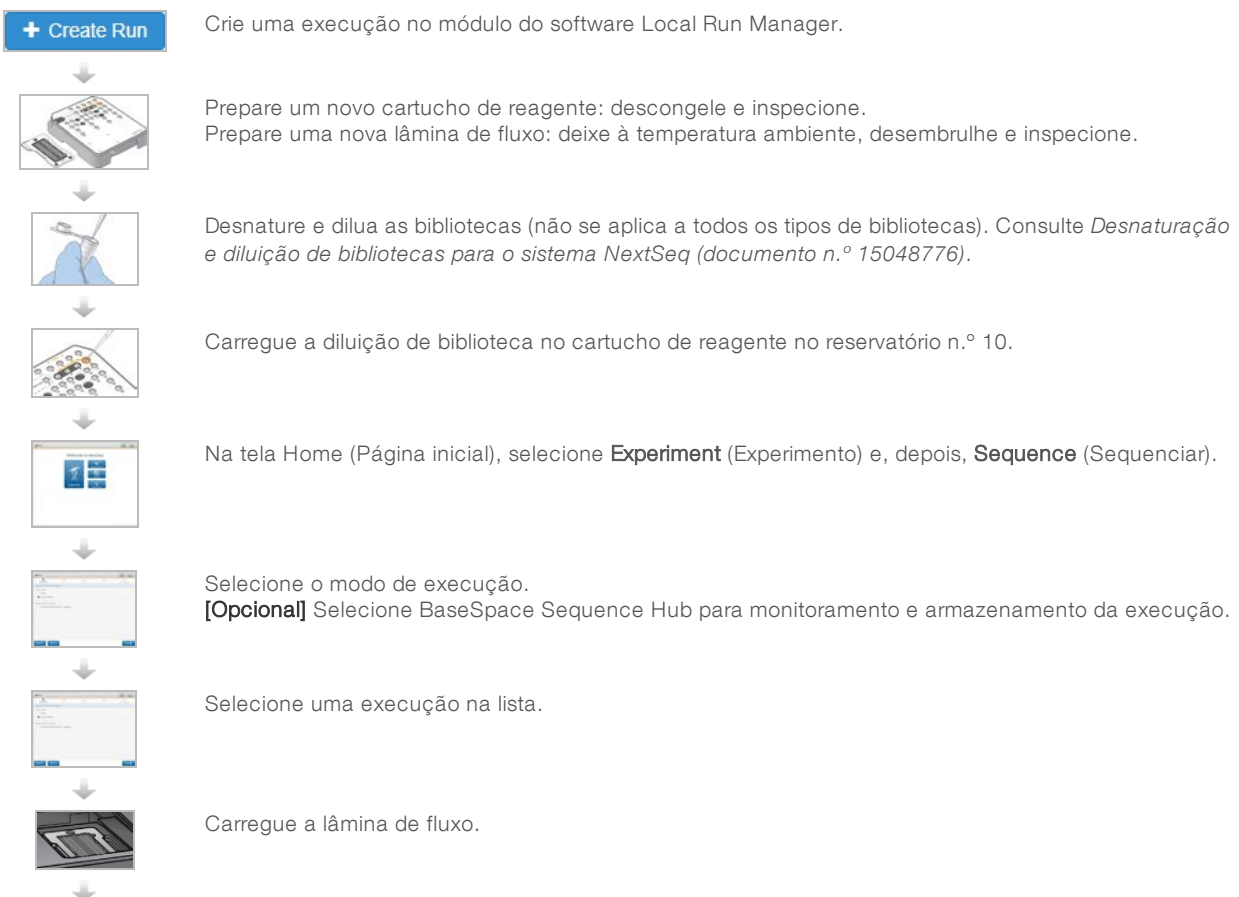 + Create Run
Crie uma execução no módulo do software Local Run Manager.
Prepare um novo cartucho de reagente: descongele e inspecione.
Prepare uma nova lâmina de fluxo: deixe à temperatura ambiente, desembrulhe e inspecione.
Desnature e dilua as bibliotecas (não se aplica a todos os tipos de bibliotecas). Consulte Desnaturação
e diluição de bibliotecas para o sistema NextSeq (documento n.º 15048776).
Carregue a diluição de biblioteca no cartucho de reagente no reservatório n.º 10.
Na tela Home (Página inicial), selecione Experiment (Experimento) e, depois, Sequence (Sequenciar).
Selecione o modo de execução.
[Opcional] Selecione BaseSpace Sequence Hub para monitoramento e armazenamento da execução.
Selecione uma execução na lista.
Carregue a lâmina de fluxo.